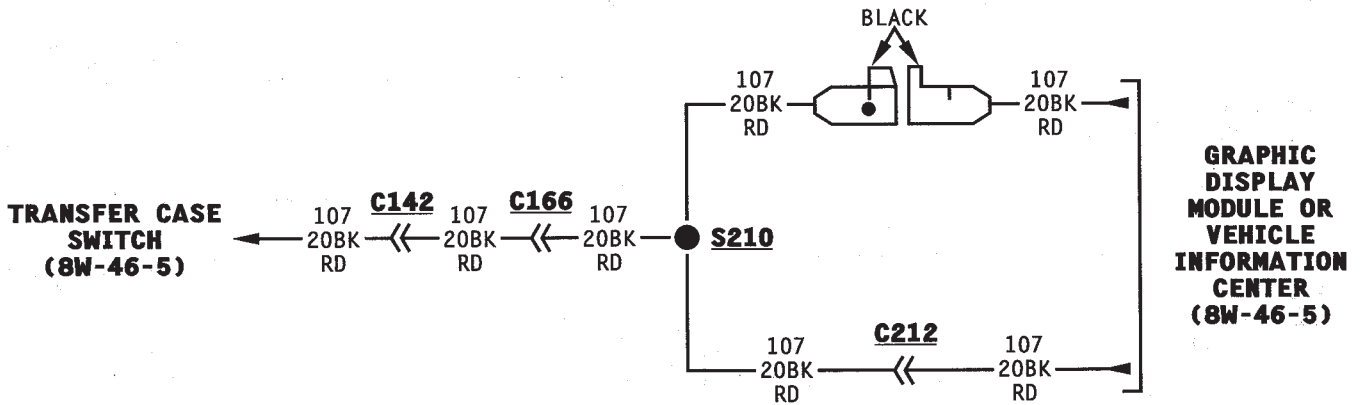 BLACK
107
20BK
RD
107
20BK
RD
GRAPHIC
DISPLAY
MODULE OR
VEHICLE
INFORMATION
CENTER
(8W-46-5)
TRANSFER CASE
SWITCH
(8W-46-5)
107
20BK
RD
C142
107
20BK
RD
C166
107
20BK
RD
S210
107
20BK
RD
C212
107
20BK
RD